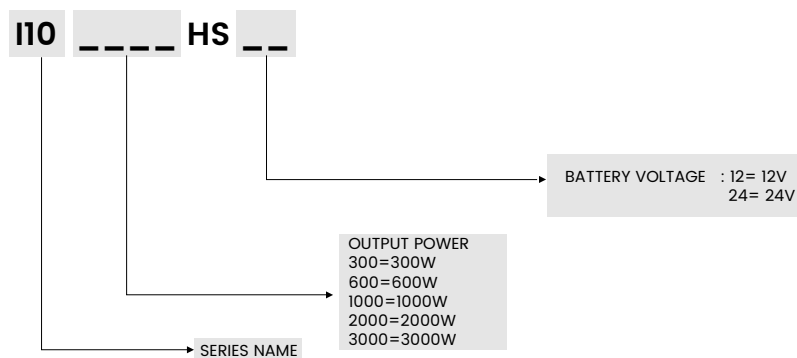 I10 _ _ _ _ HS _ _
BATTERY VOLTAGE : 12= 12V
24= 24V
OUTPUT POWER
300=300W
600=600W
1000=1000W
2000=2000W
3000=3000W
SERIES NAME